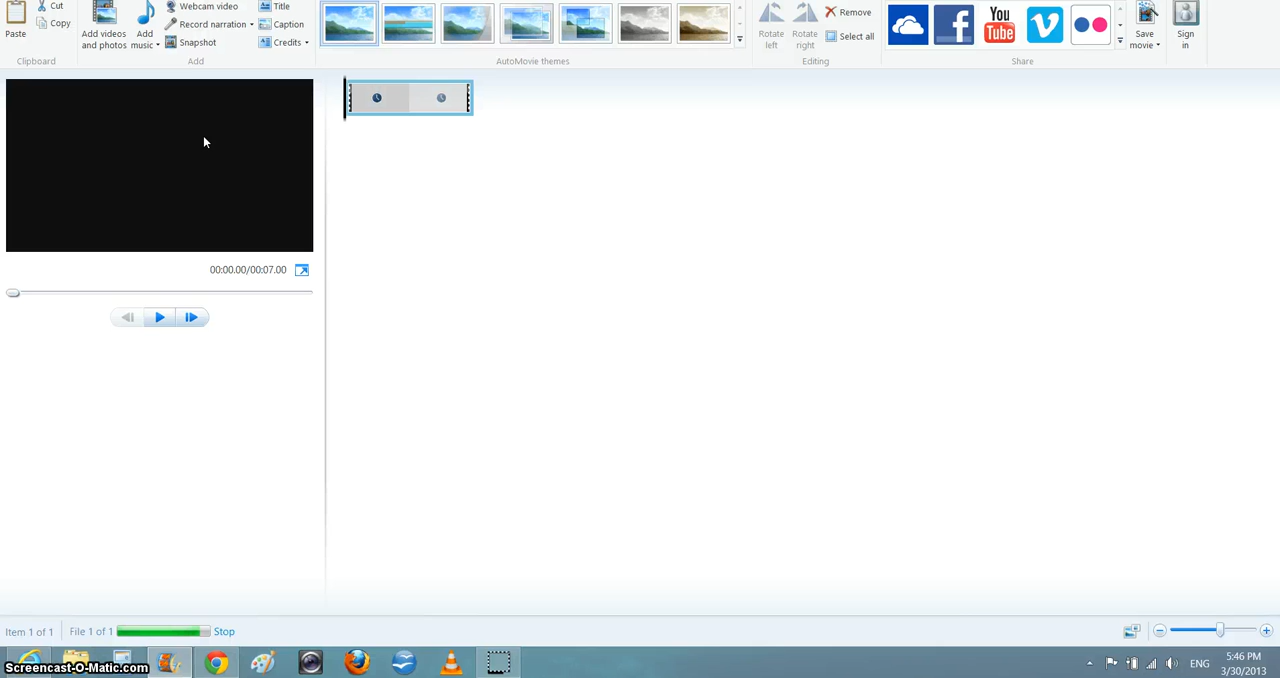 Cut
Webcam video
Title
Paste
Copy
Add videos and photos
Add music
Record narration
Caption
Snapshot
Credits
Rotate left
Rotate right
Remove
Select all
You Tube
Save movie
Sign in
Clipboard
Add
AutoMovie themes
Editing
Share
00:00.00/00:07.00
Item 1 of 1
File 1 of 1
Stop
Screencast-O-Matic.com
ENG
5:46 PM
3/30/2013